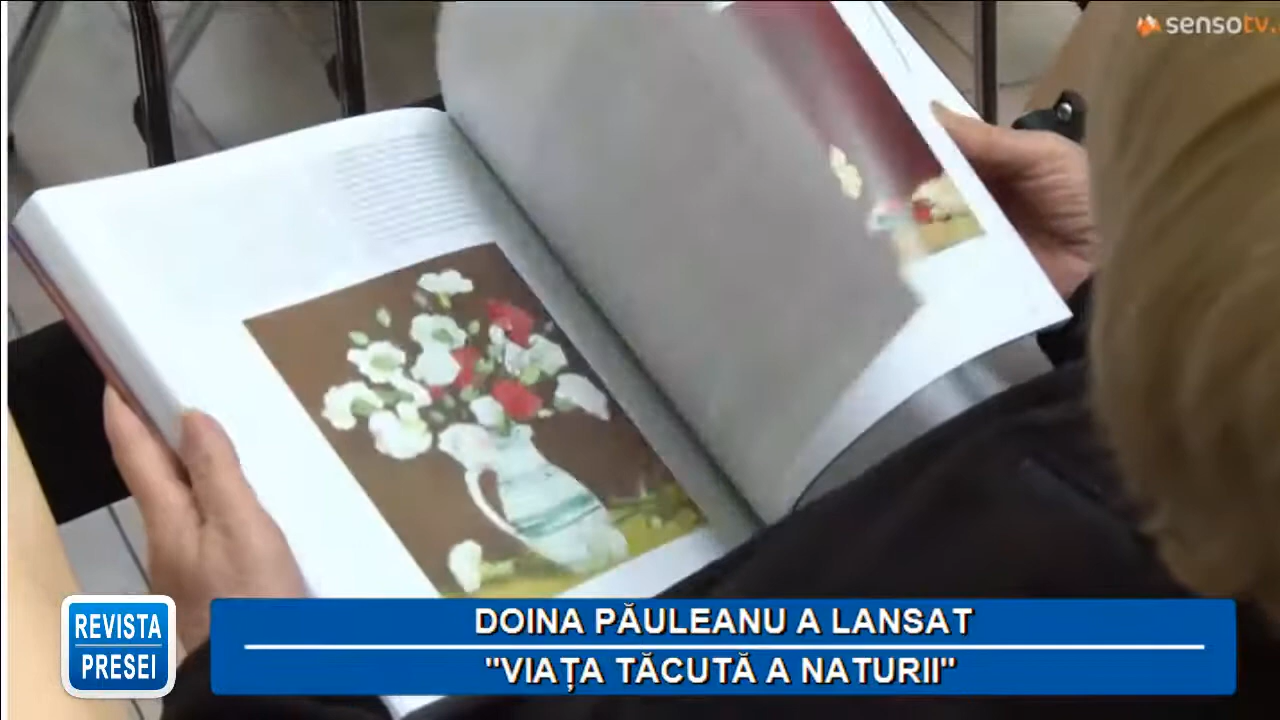 sensotv.
DOINA PĂULEANU A LANSAT
"VIAȚA TĂCUTĂ A NATURII"
REVISTA
PRESEI